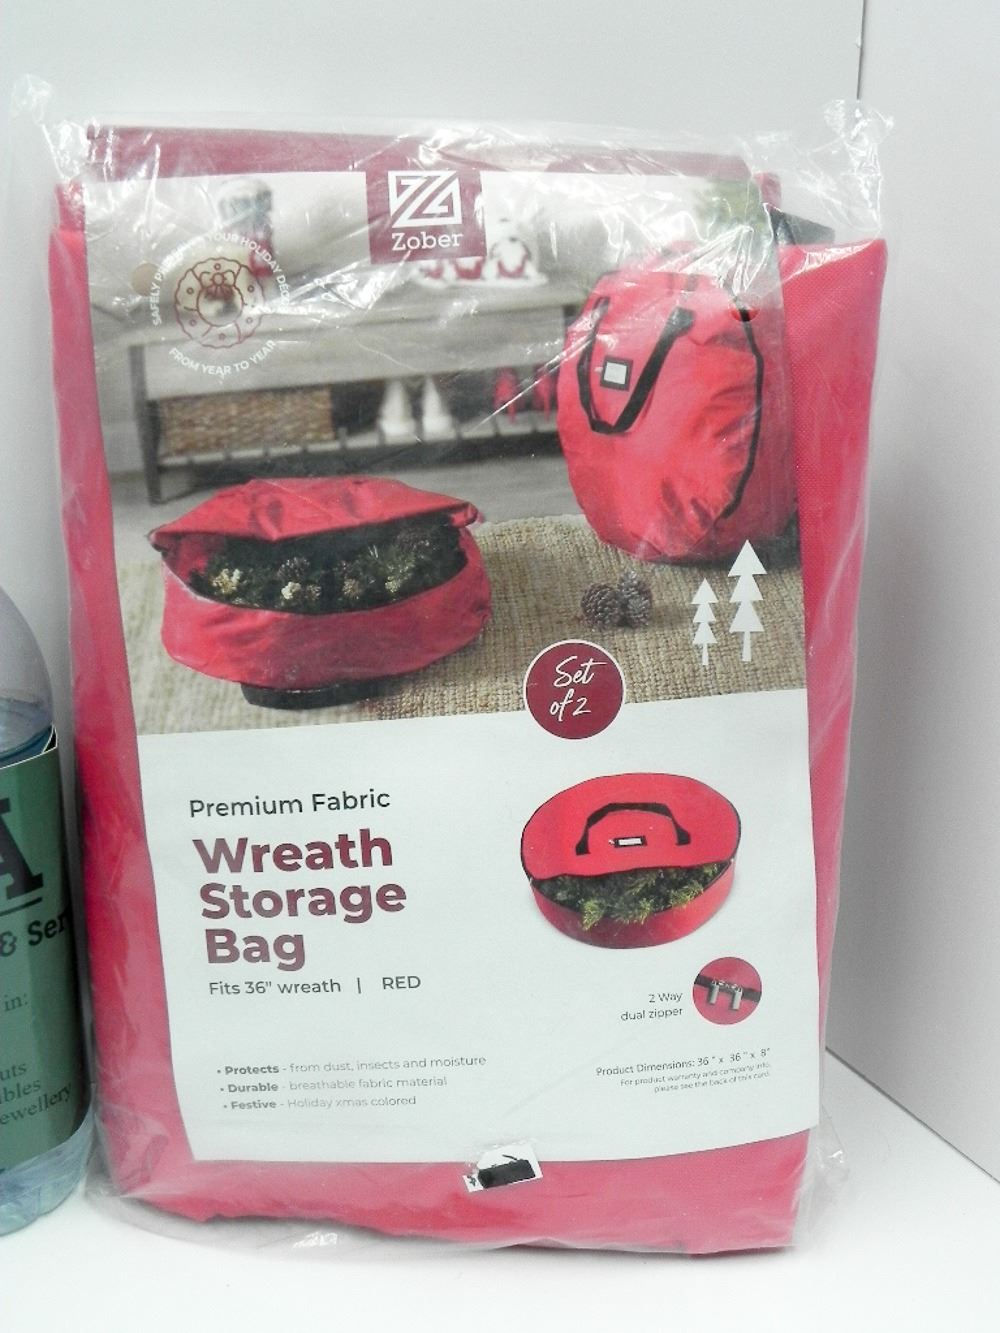 Zober
SAFELY PRESERVE YOUR HOLIDAY DECOR
FROM YEAR TO YEAR
Set
of 2
Premium Fabric
Wreath
Storage
Bag
Fits 36" wreath | RED
2 Way
dual zipper
• Protects - from dust, insects and moisture
• Durable - breathable fabric material
• Festive - Holiday xmas colored
Product Dimensions: 36 " x 36 " x 8"
For product warranty and company info,
please see the back of this card.
A
& Ser
in:
uts
bles
ewellery